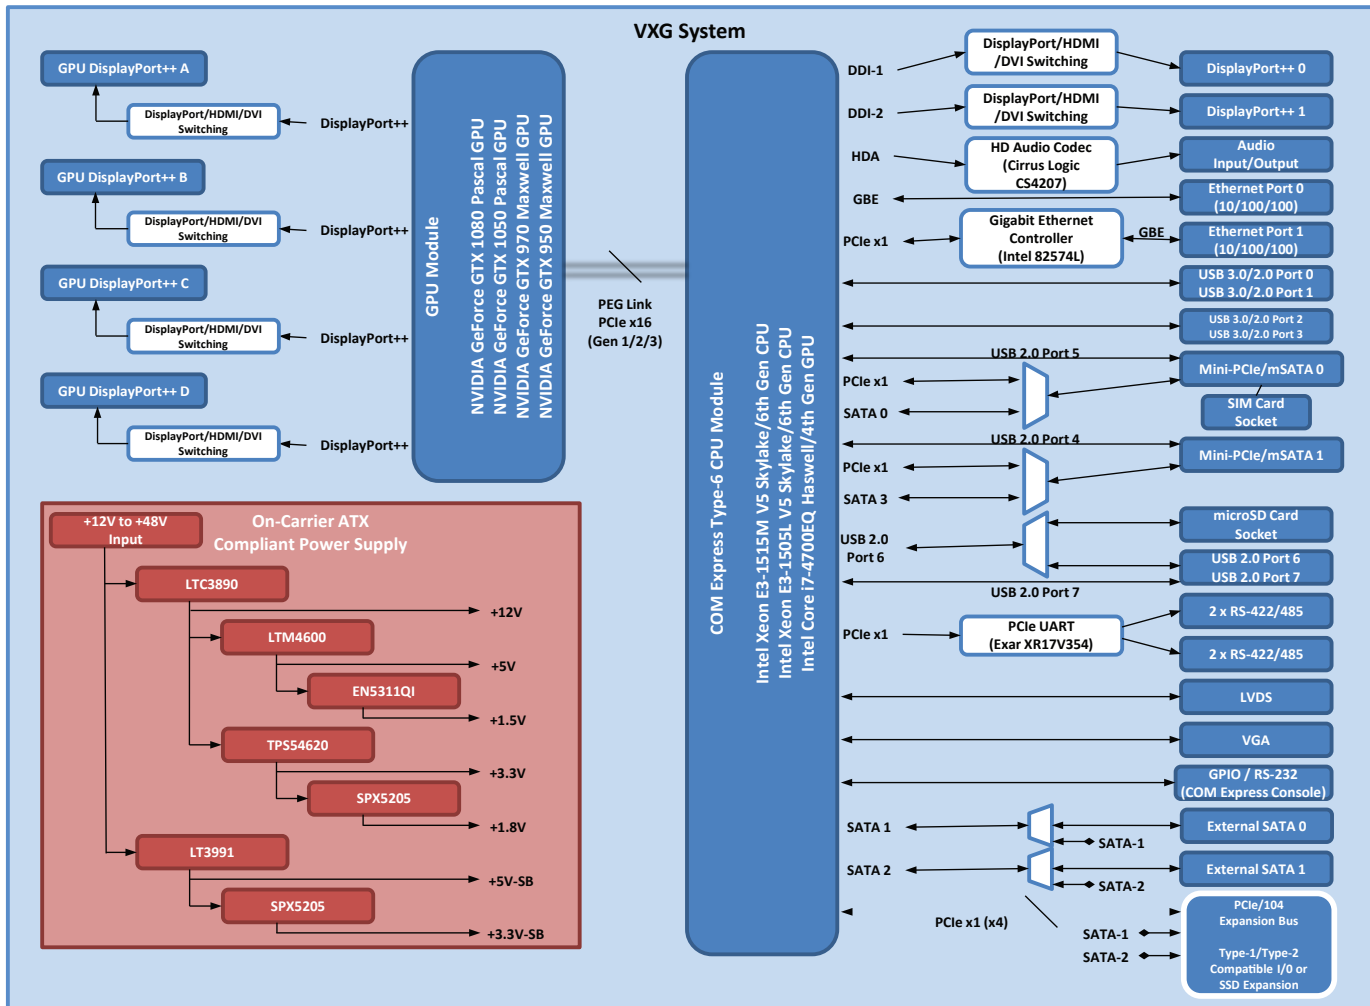 VXG System
GPU DisplayPort++ A
DisplayPort/HDMI/DVI
Switching
DisplayPort++
GPU DisplayPort++ B
DisplayPort/HDMI/DVI
Switching
DisplayPort++
GPU DisplayPort++ C
DisplayPort/HDMI/DVI
Switching
DisplayPort++
GPU DisplayPort++ D
DisplayPort/HDMI/DVI
Switching
DisplayPort++
GPU Module
NVIDIA GeForce GTX 1080 Pascal GPU
NVIDIA GeForce GTX 1050 Pascal GPU
NVIDIA GeForce GTX 970 Maxwell GPU
NVIDIA GeForce GTX 950 Maxwell GPU
PEG Link
PCIe x16
(Gen 1/2/3)
COM Express Type-6 CPU Module
Intel Xeon E3-1515M V5 Skylake/6th Gen CPU
Intel Xeon E3-1505L V5 Skylake/6th Gen CPU
Intel Core i7-4700EQ Haswell/4th Gen GPU
DDI-1
DisplayPort/HDMI
/DVI Switching
DisplayPort++ 0
DDI-2
DisplayPort/HDMI
/DVI Switching
DisplayPort++ 1
HDA
HD Audio Codec
(Cirrus Logic
CS4207)
Audio
Input/Output
GBE
Ethernet Port 0
(10/100/100)
PCIe x1
Gigabit Ethernet
Controller
(Intel 82574L)
GBE
Ethernet Port 1
(10/100/100)
USB 3.0/2.0 Port 0
USB 3.0/2.0 Port 1
USB 3.0/2.0 Port 2
USB 3.0/2.0 Port 3
USB 2.0 Port 5
PCIe x1
SATA 0
Mini-PCIe/mSATA 0
SIM Card
Socket
USB 2.0 Port 4
PCIe x1
SATA 3
Mini-PCIe/mSATA 1
USB 2.0
Port 6
microSD Card
Socket
USB 2.0 Port 6
USB 2.0 Port 7
USB 2.0 Port 7
PCIe x1
PCIe UART
(Exar XR17V354)
2 x RS-422/485
2 x RS-422/485
LVDS
VGA
GPIO / RS-232
(COM Express Console)
SATA 1
SATA-1
External SATA 0
SATA 2
SATA-2
External SATA 1
PCIe x1 (x4)
SATA-1
SATA-2
PCIe/104
Expansion Bus
Type-1/Type-2
Compatible I/0 or
SSD Expansion
On-Carrier ATX
Compliant Power Supply
+12V to +48V
Input
LTC3890
+12V
LTM4600
+5V
EN5311QI
+1.5V
TPS54620
+3.3V
SPX5205
+1.8V
LT3991
+5V-SB
SPX5205
+3.3V-SB